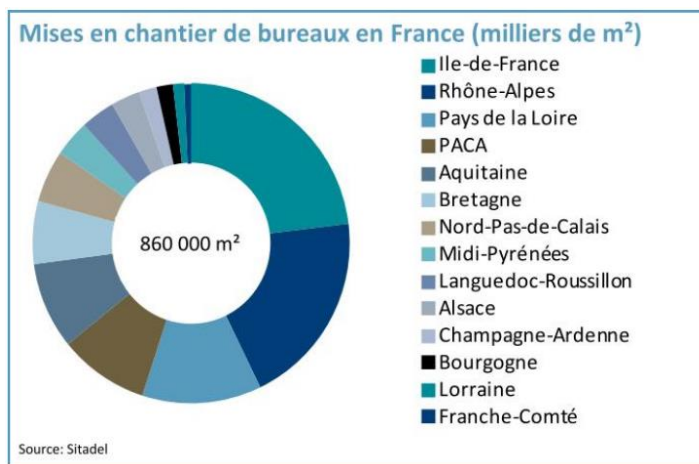 Mises en chantier de bureaux en France (milliers de m²)
Ile-de-France
Rhône-Alpes
Pays de la Loire
PACA
Aquitaine
Bretagne
Nord-Pas-de-Calais
Midi-Pyrénées
Languedoc-Roussillon
Alsace
Champagne-Ardenne
Bourgogne
Lorraine
Franche-Comté
860 000 m²
Source: Sitadel